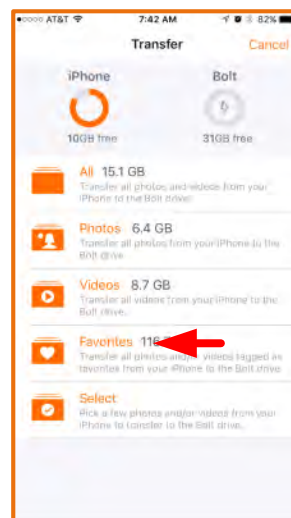 AT&T 7:42 AM 82%
Transfer Cancel
iPhone Bolt
10GB free 31GB free
All 15.1 GB
Transfer all photos and videos from your
iPhone to the Bolt drive.
Photos 6.4 GB
Transfer all photos from your iPhone to the
Bolt drive.
Videos 8.7 GB
Transfer all videos from your iPhone to the
Bolt drive.
Favorites 116
Transfer all photos and/or videos tagged as
favorites from your iPhone to the Bolt drive.
Select
Pick a few photos and/or videos from your
iPhone to transfer to the Bolt drive.